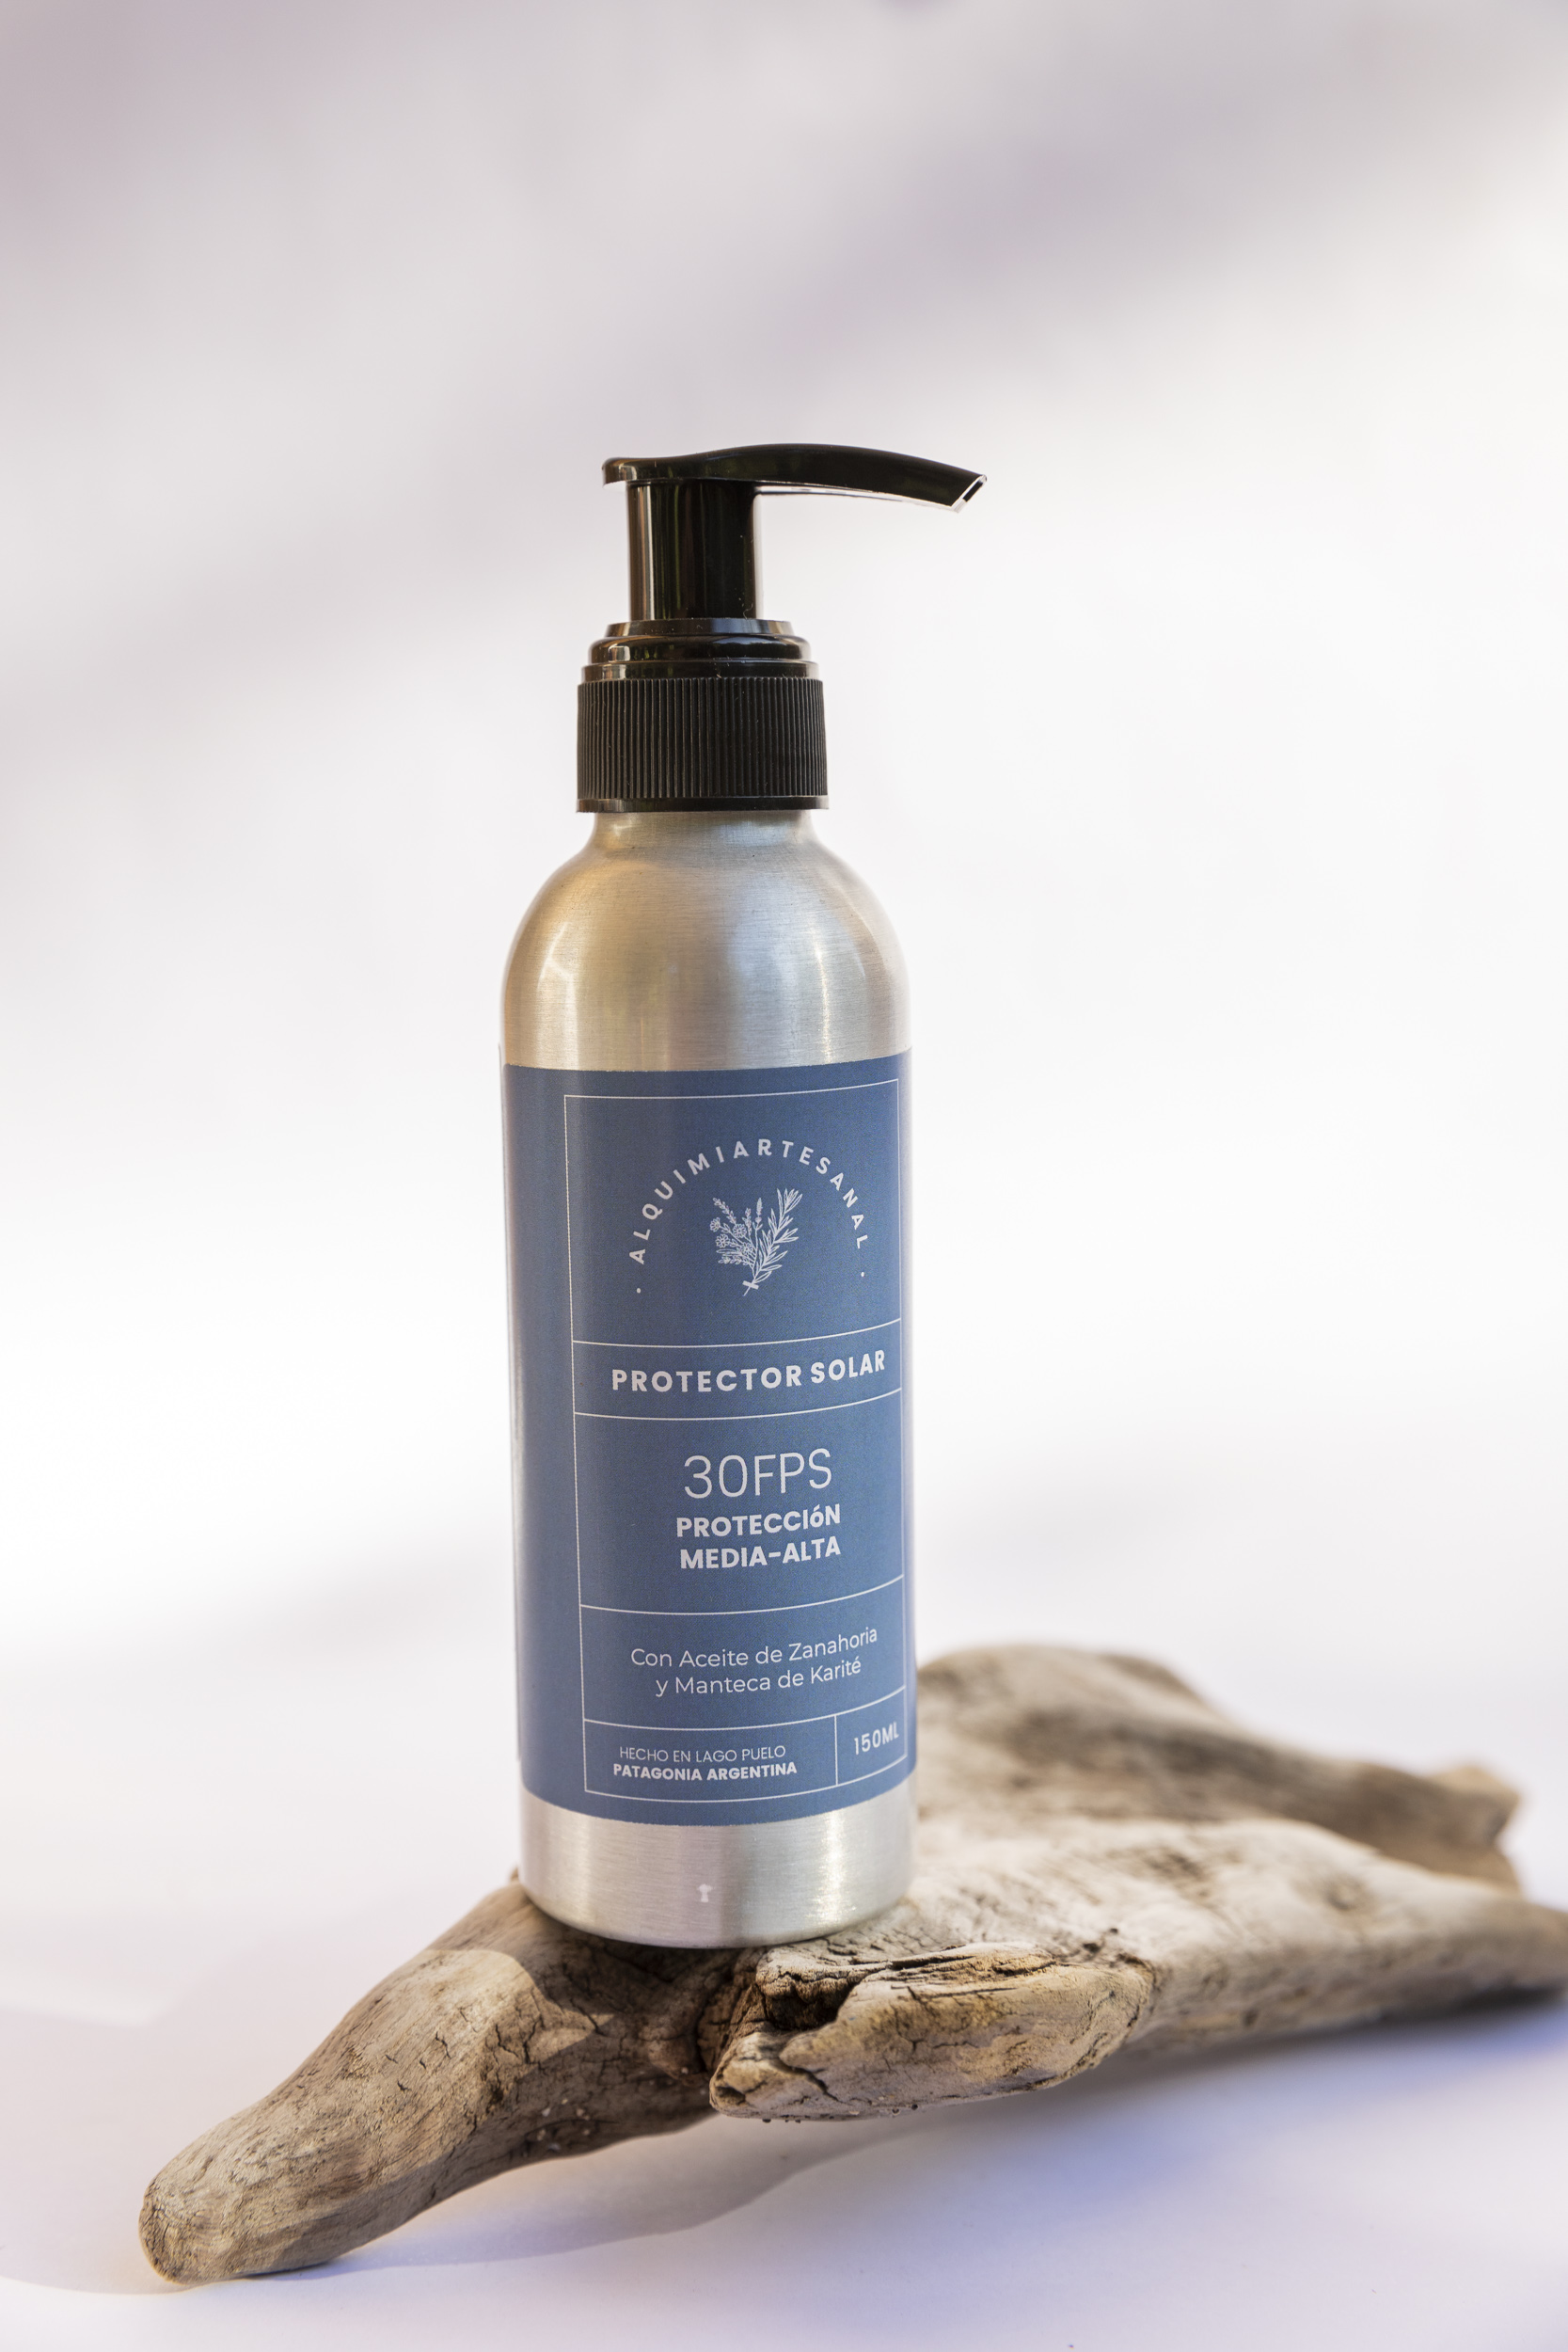 · ALQUIMIARTESANAL ·
PROTECTOR SOLAR
30FPS
PROTECCIóN
MEDIA-ALTA
Con Aceite de Zanahoria
y Manteca de Karité
HECHO EN LAGO PUELO
PATAGONIA ARGENTINA
150ML